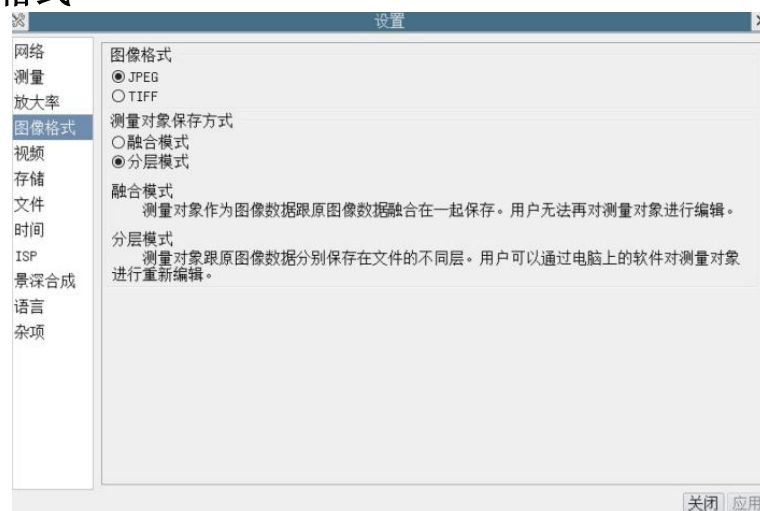 格式
设置
网络
测量
放大率
图像格式
视频
存储
文件
时间
ISP
景深合成
语言
杂项
图像格式
JPEG
TIFF
测量对象保存方式
融合模式
分层模式
融合模式
测量对象作为图像数据跟原图像数据融合在一起保存。用户无法再对测量对象进行编辑。
分层模式
测量对象跟原图像数据分别保存在文件的不同层。用户可以通过电脑上的软件对测量对象
进行重新编辑。
关闭
应用